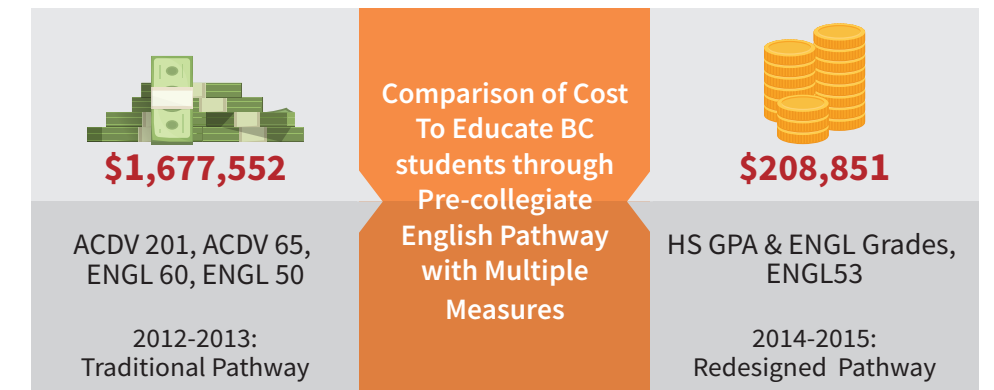 $1,677,552
ACDV 201, ACDV 65,
ENGL 60, ENGL 50
2012-2013:
Traditional Pathway
Comparison of Cost
To Educate BC
students through
Pre-collegiate
English Pathway
with Multiple
Measures
$208,851
HS GPA & ENGL Grades,
ENGL53
2014-2015:
Redesigned Pathway